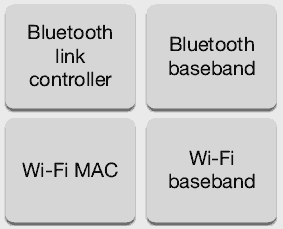 Bluetooth
link
controller
Bluetooth
baseband
Wi-Fi MAC
Wi-Fi
baseband